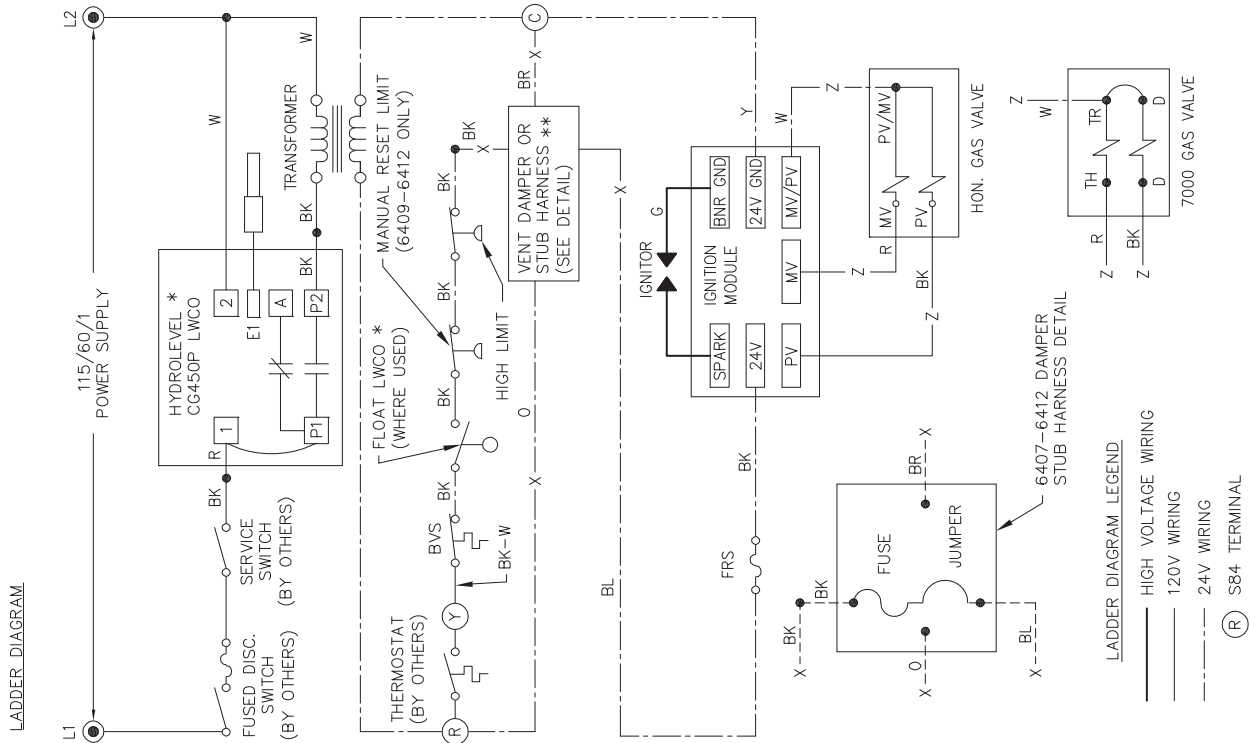 LADDER DIAGRAM
L1
L2
115/60/1
POWER SUPPLY
FUSED DISC.
SWITCH
(BY OTHERS)
SERVICE
SWITCH
(BY OTHERS)
BK
R
HYDROLEVEL *
CG450P LWCO
1
2
P1
P2
A
E1
BK
BK
W
W
TRANSFORMER
THERMOSTAT
(BY OTHERS)
R
Y
C
BK-W
BVS
BK
FLOAT LWCO *
(WHERE USED)
BK
MANUAL RESET LIMIT
(6409-6412 ONLY)
BK
HIGH LIMIT
BK
BK
X
VENT DAMPER OR
STUB HARNESS **
(SEE DETAIL)
BR
X
O
X
BL
X
FRS
BK
Y
IGNITOR
G
IGNITION
MODULE
SPARK
BNR GND
24V
24V GND
PV
MV
MV/PV
W
Z
Z
R
BK
Z
MV
PV
PV/MV
HON. GAS VALVE
TH
TR
D
D
R
Z
BK
Z
W
Z
7000 GAS VALVE
BK
X
BK
FUSE
JUMPER
O
X
BR
X
BL
X
6407-6412 DAMPER
STUB HARNESS DETAIL
LADDER DIAGRAM LEGEND
HIGH VOLTAGE WIRING
120V WIRING
24V WIRING
R
S84 TERMINAL